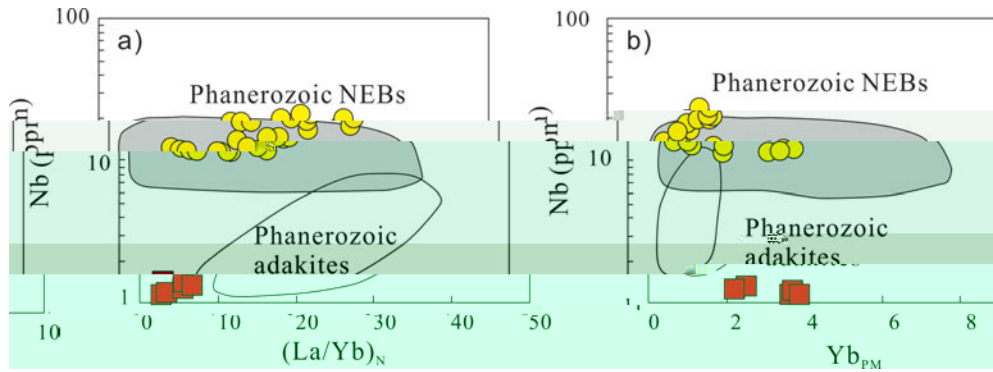 100
a)
Phanerozoic NEBs
Nb (ppm)
10
Phanerozoic
adakites
1
0 10 20 30 40 50
(La/Yb)N
10
100
b)
Phanerozoic NEBs
Nb (ppm)
10
Phanerozoic
adakites
1
0 2 4 6 8
YbPM